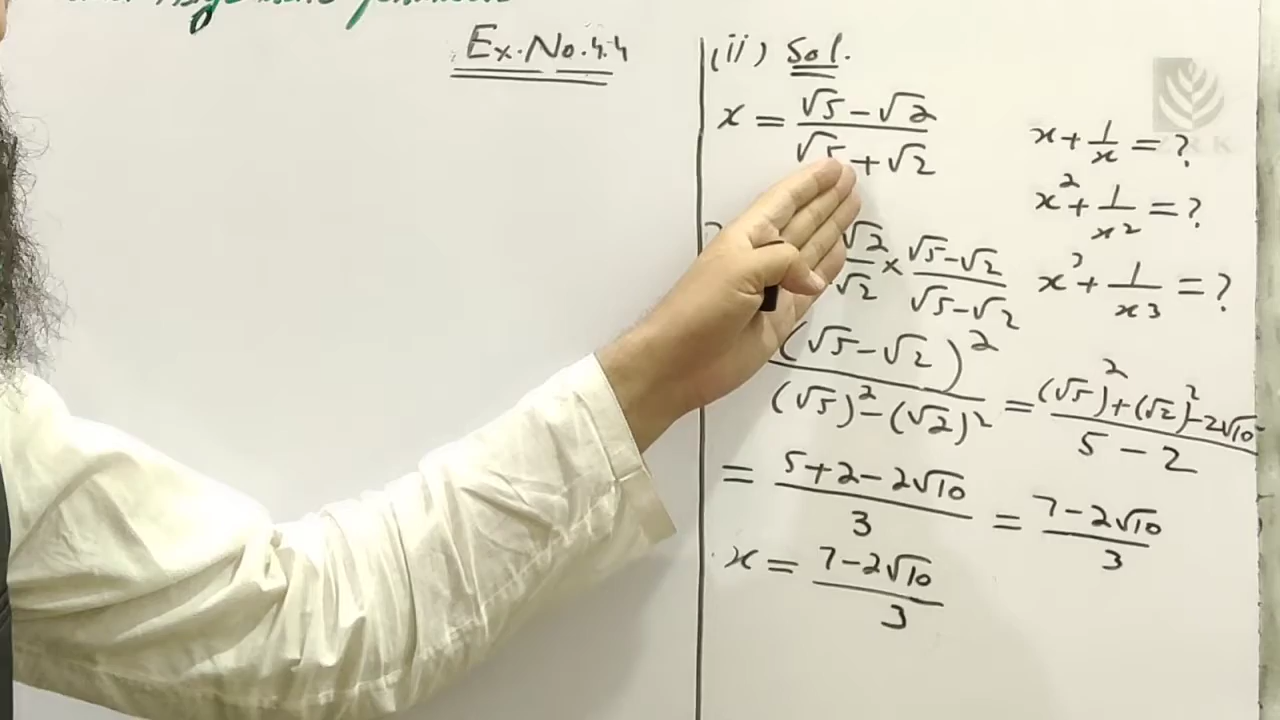 Ex. No. 4.4
(ii) Sol.
x = (√5 − √2)/(√5 + √2)
x + 1/x = ?
x² + 1/x² = ?
x³ + 1/x³ = ?
√2/√2 × (√5 − √2)/(√5 − √2)
(√5 − √2)²/((√5)² − (√2)²) = ((√5)² + (√2)² − 2√10)/(5 − 2)
= (5 + 2 − 2√10)/3 = (7 − 2√10)/3
x = (7 − 2√10)/3